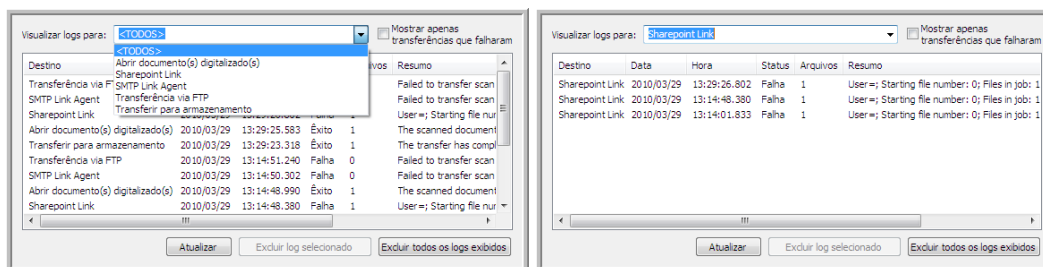 Visualizar logs para: <TODOS> Mostrar apenas
transferências que falharam
<TODOS>
Abrir documento(s) digitalizado(s)
Sharepoint Link
SMTP Link Agent
Transferência via FTP
Transferir para armazenamento
Destino Resumo
Transferência via F Failed to transfer scan
SMTP Link Agent Failed to transfer scan
Sharepoint Link User=; Starting file nur
Abrir documento(s) digitalizado(s) 2010/03/29 13:29:25.583 Êxito 1 The scanned document
Transferir para armazenamento 2010/03/29 13:29:23.318 Êxito 1 The transfer has compl
Transferência via FTP 2010/03/29 13:14:51.240 Falha 0 Failed to transfer scan
SMTP Link Agent 2010/03/29 13:14:50.302 Falha 0 Failed to transfer scan
Abrir documento(s) digitalizado(s) 2010/03/29 13:14:48.990 Êxito 1 The scanned document
Sharepoint Link 2010/03/29 13:14:48.380 Falha 1 User=; Starting file nur
Atualizar Excluir log selecionado Excluir todos os logs exibidos
Visualizar logs para: Sharepoint Link Mostrar apenas
transferências que falharam
Destino Data Hora Status Arquivos Resumo
Sharepoint Link 2010/03/29 13:29:26.802 Falha 1 User=; Starting file number: 0; Files in job: 1
Sharepoint Link 2010/03/29 13:14:48.380 Falha 1 User=; Starting file number: 0; Files in job: 1
Sharepoint Link 2010/03/29 13:14:01.833 Falha 1 User=; Starting file number: 0; Files in job: 1
Atualizar Excluir log selecionado Excluir todos os logs exibidos